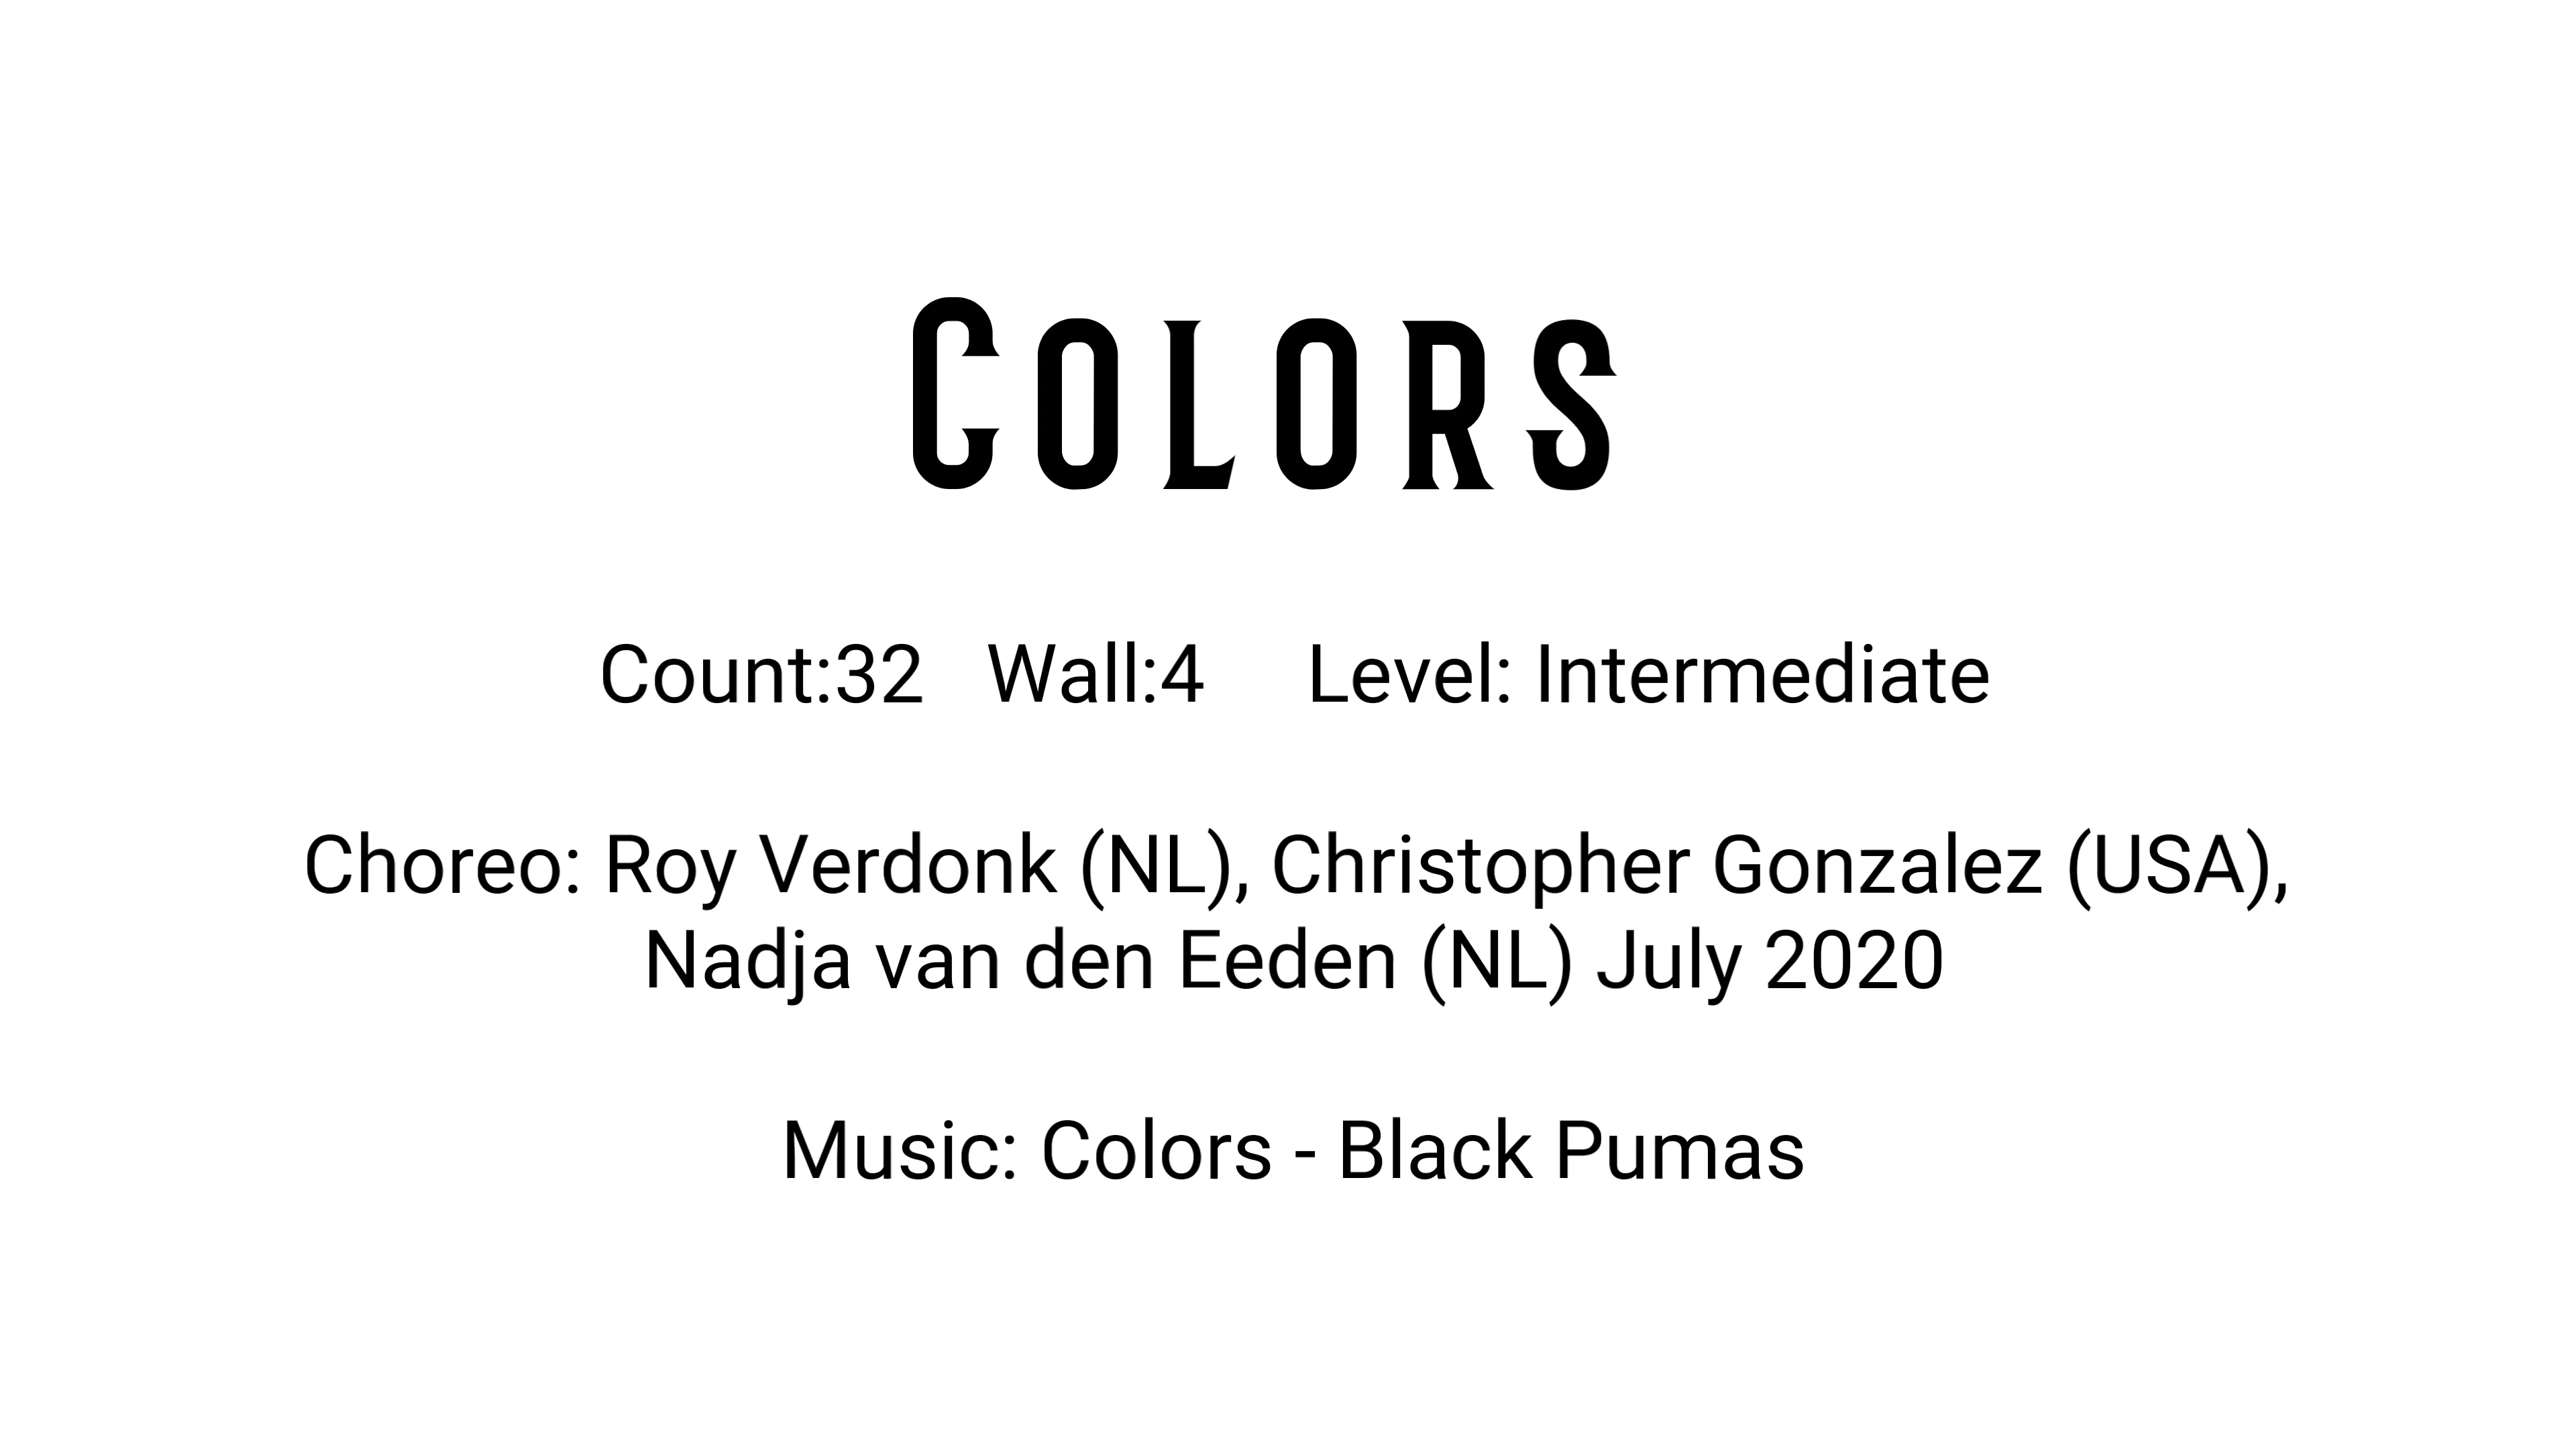 Colors
Count:32 Wall:4 Level: Intermediate
Choreo: Roy Verdonk (NL), Christopher Gonzalez (USA),
Nadja van den Eeden (NL) July 2020
Music: Colors - Black Pumas